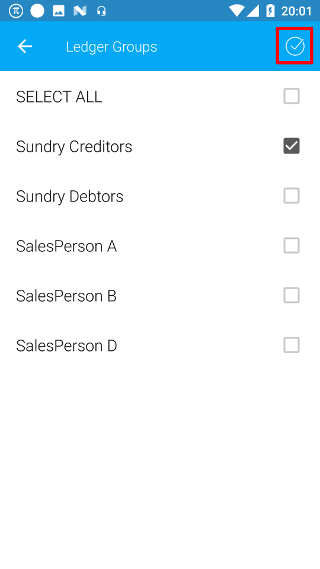 20:01
Ledger Groups
SELECT ALL
Sundry Creditors
Sundry Debtors
SalesPerson A
SalesPerson B
SalesPerson D